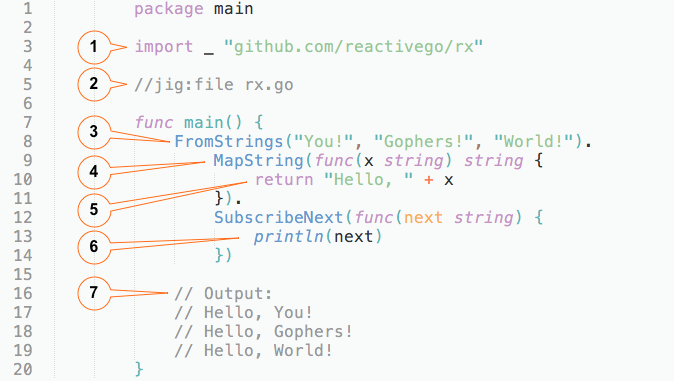 1 package main
2
3 1 import _ "github.com/reactivego/rx"
4
5 2 //jig:file rx.go
6
7 func main() {
8 3 FromStrings("You!", "Gophers!", "World!").
9 4 MapString(func(x string) string {
10 5 return "Hello, " + x
11 }).
12 SubscribeNext(func(next string) {
13 6 println(next)
14 })
15
16 7 // Output:
17 // Hello, You!
18 // Hello, Gophers!
19 // Hello, World!
20 }